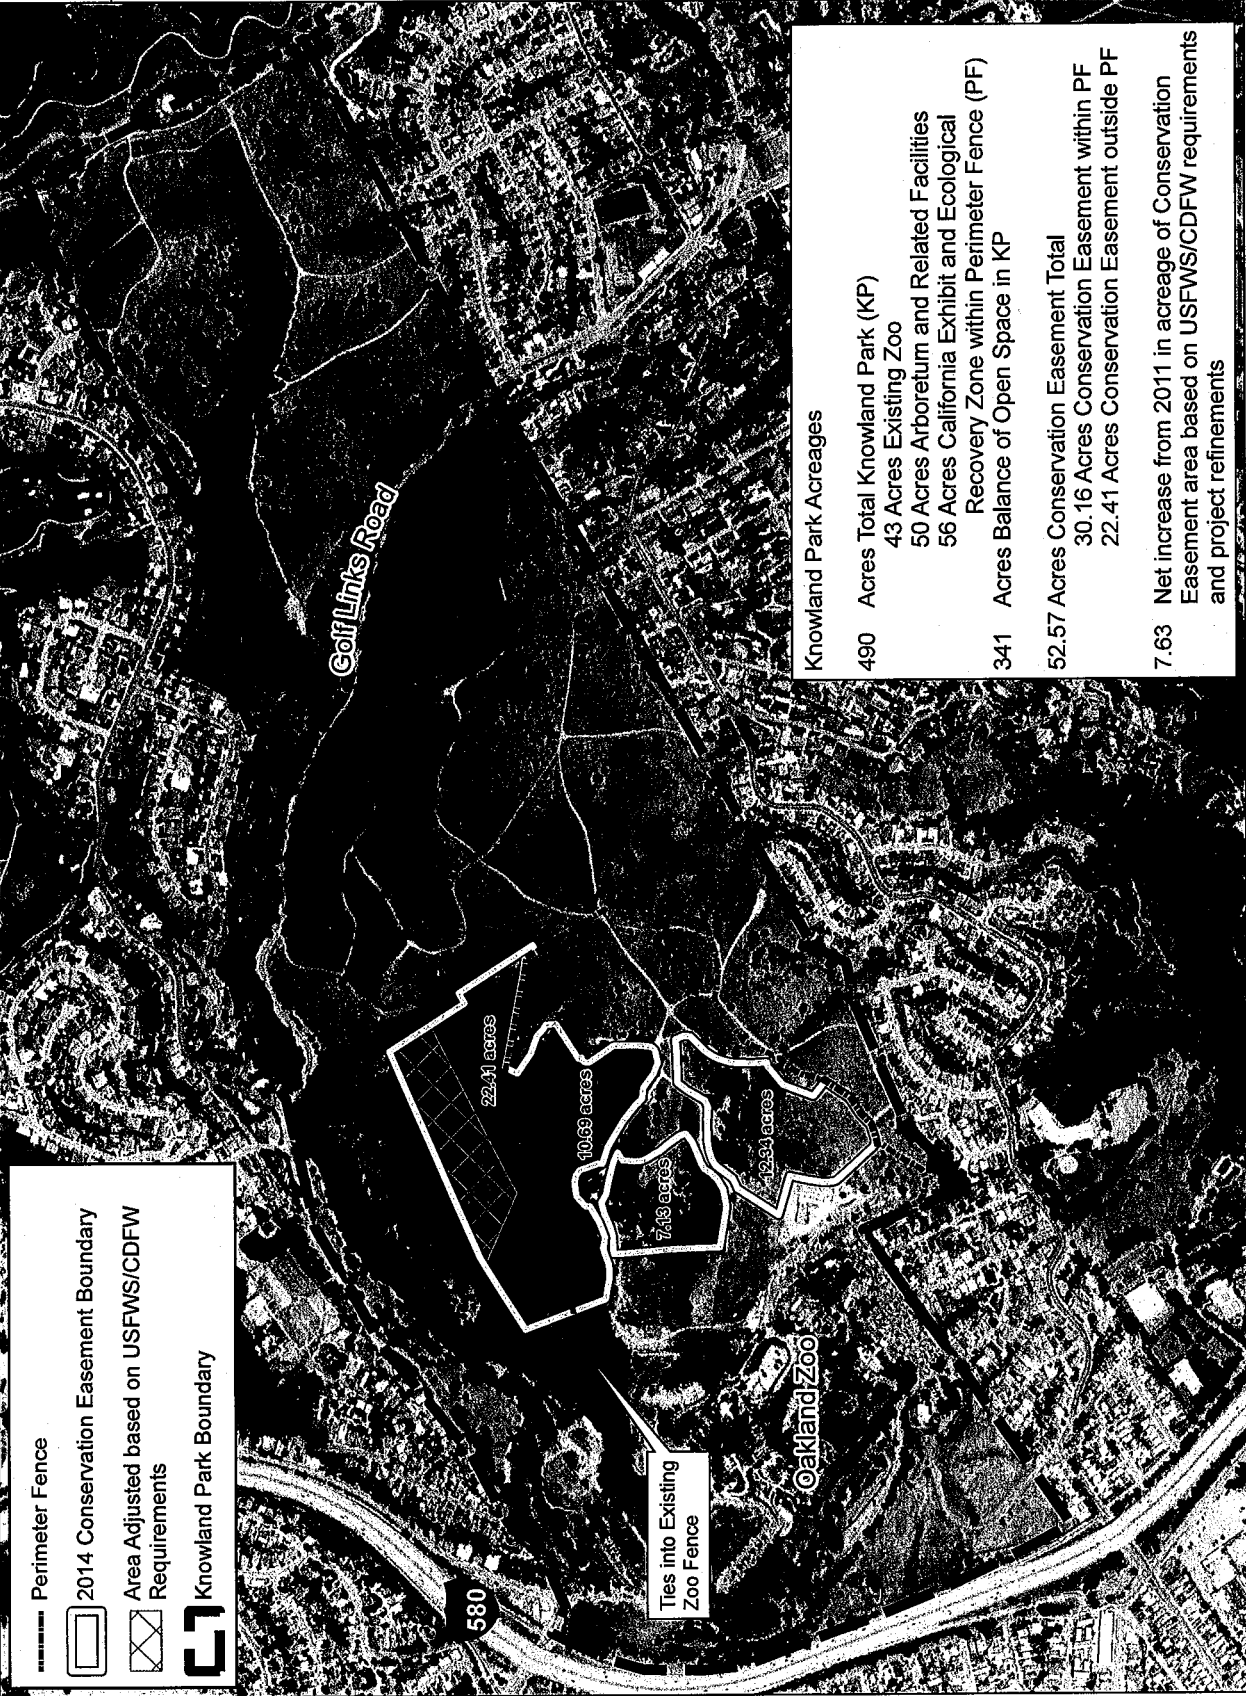 Perimeter Fence
2014 Conservation Easement Boundary
Area Adjusted based on USFWS/CDFW
Requirements
Knowland Park Boundary
580
Ties into Existing
Zoo Fence
Oakland Zoo
Golf Links Road
22.41 acres
10.69 acres
7.13 acres
12.34 acres
Knowland Park Acreages
490 Acres Total Knowland Park (KP)
43 Acres Existing Zoo
50 Acres Arboretum and Related Facilities
56 Acres California Exhibit and Ecological
Recovery Zone within Perimeter Fence (PF)
341 Acres Balance of Open Space in KP
52.57 Acres Conservation Easement Total
30.16 Acres Conservation Easement within PF
22.41 Acres Conservation Easement outside PF
7.63 Net increase from 2011 in acreage of Conservation
Easement area based on USFWS/CDFW requirements
and project refinements